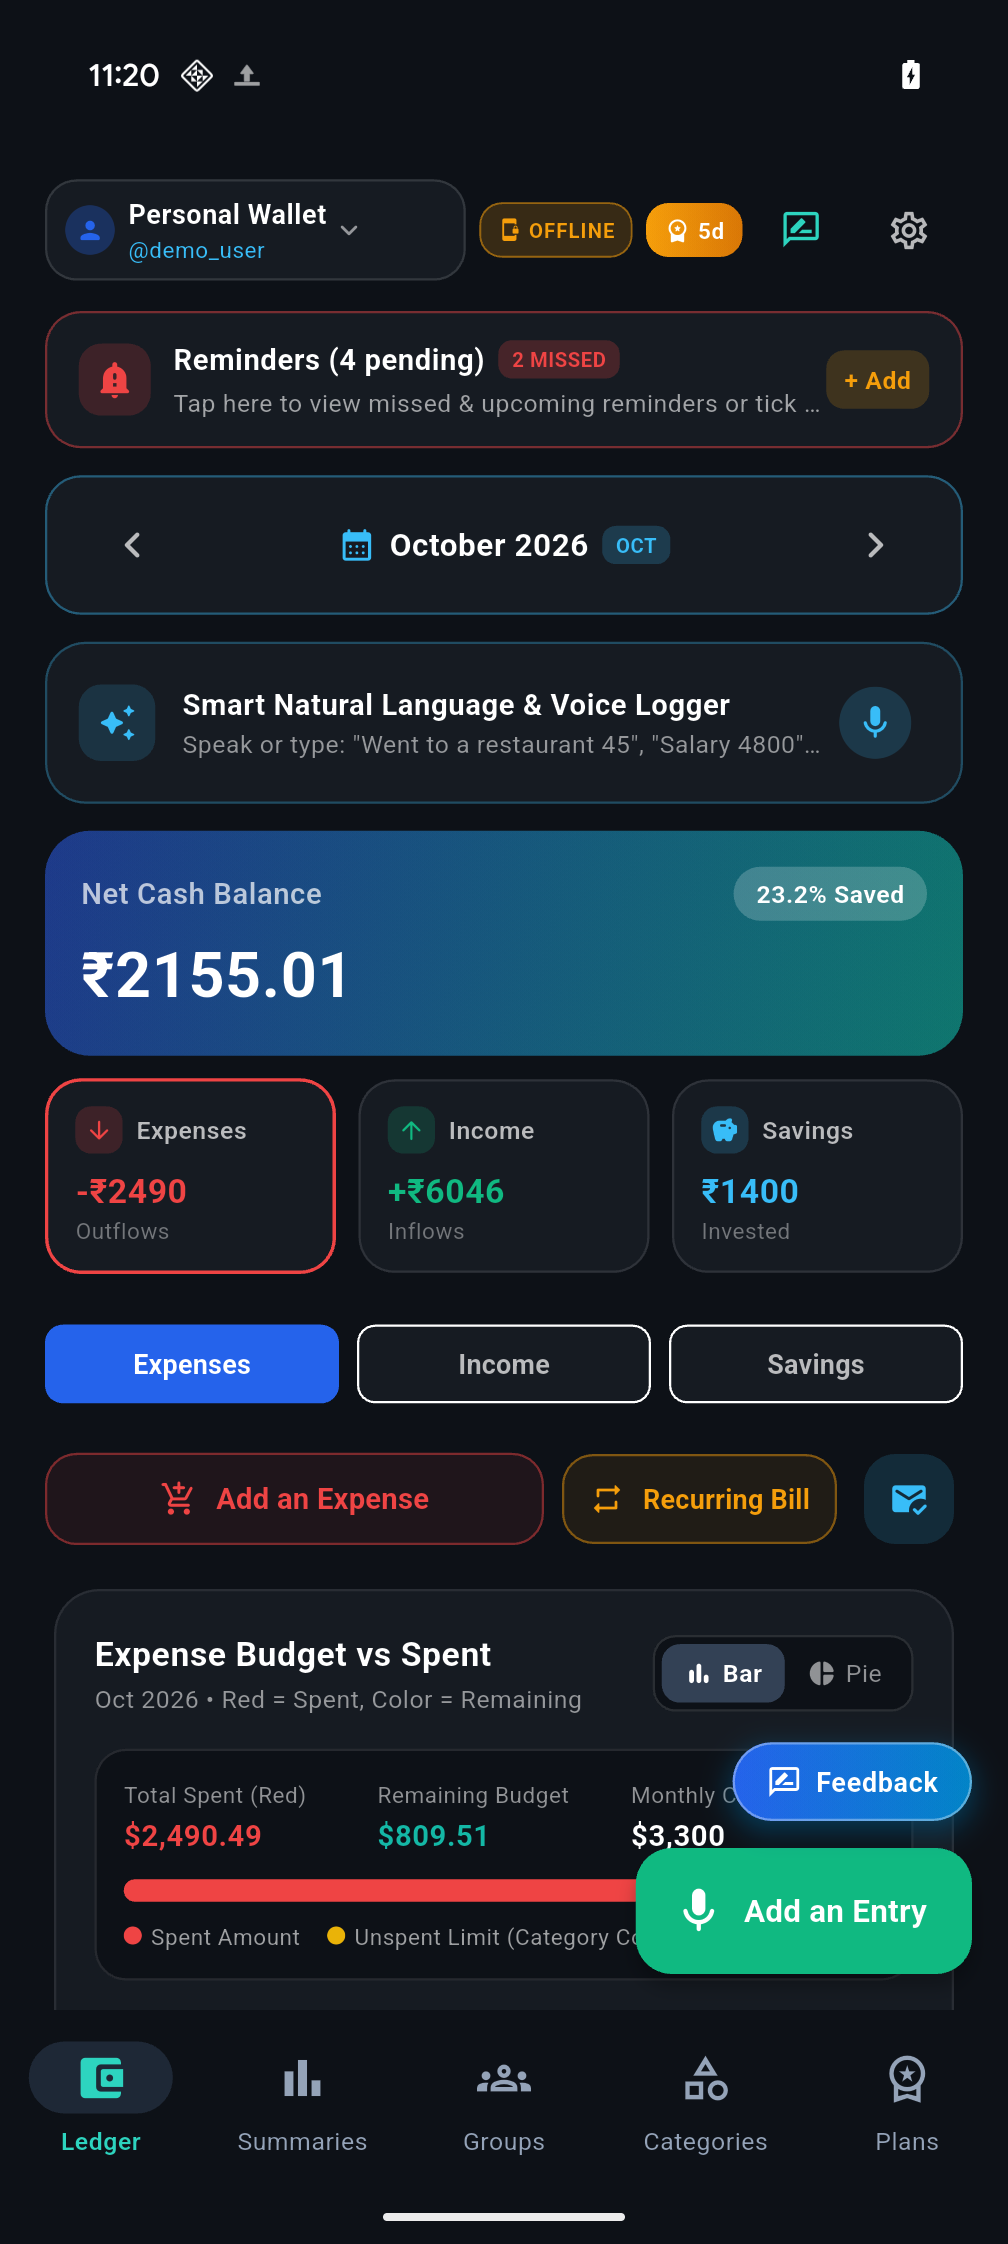 11:20
Personal Wallet
@demo_user
OFFLINE
5d
Reminders (4 pending)
2 MISSED
Tap here to view missed & upcoming reminders or tick ...
+ Add
October 2026
OCT
Smart Natural Language & Voice Logger
Speak or type: "Went to a restaurant 45", "Salary 4800"...
Net Cash Balance
23.2% Saved
₹2155.01
Expenses
-₹2490
Outflows
Income
+₹6046
Inflows
Savings
₹1400
Invested
Expenses
Income
Savings
Add an Expense
Recurring Bill
Expense Budget vs Spent
Oct 2026 • Red = Spent, Color = Remaining
Bar
Pie
Total Spent (Red)
Remaining Budget
Monthly
$2,490.49
$809.51
$3,300
Feedback
Add an Entry
Spent Amount
Unspent Limit (Category
Ledger
Summaries
Groups
Categories
Plans